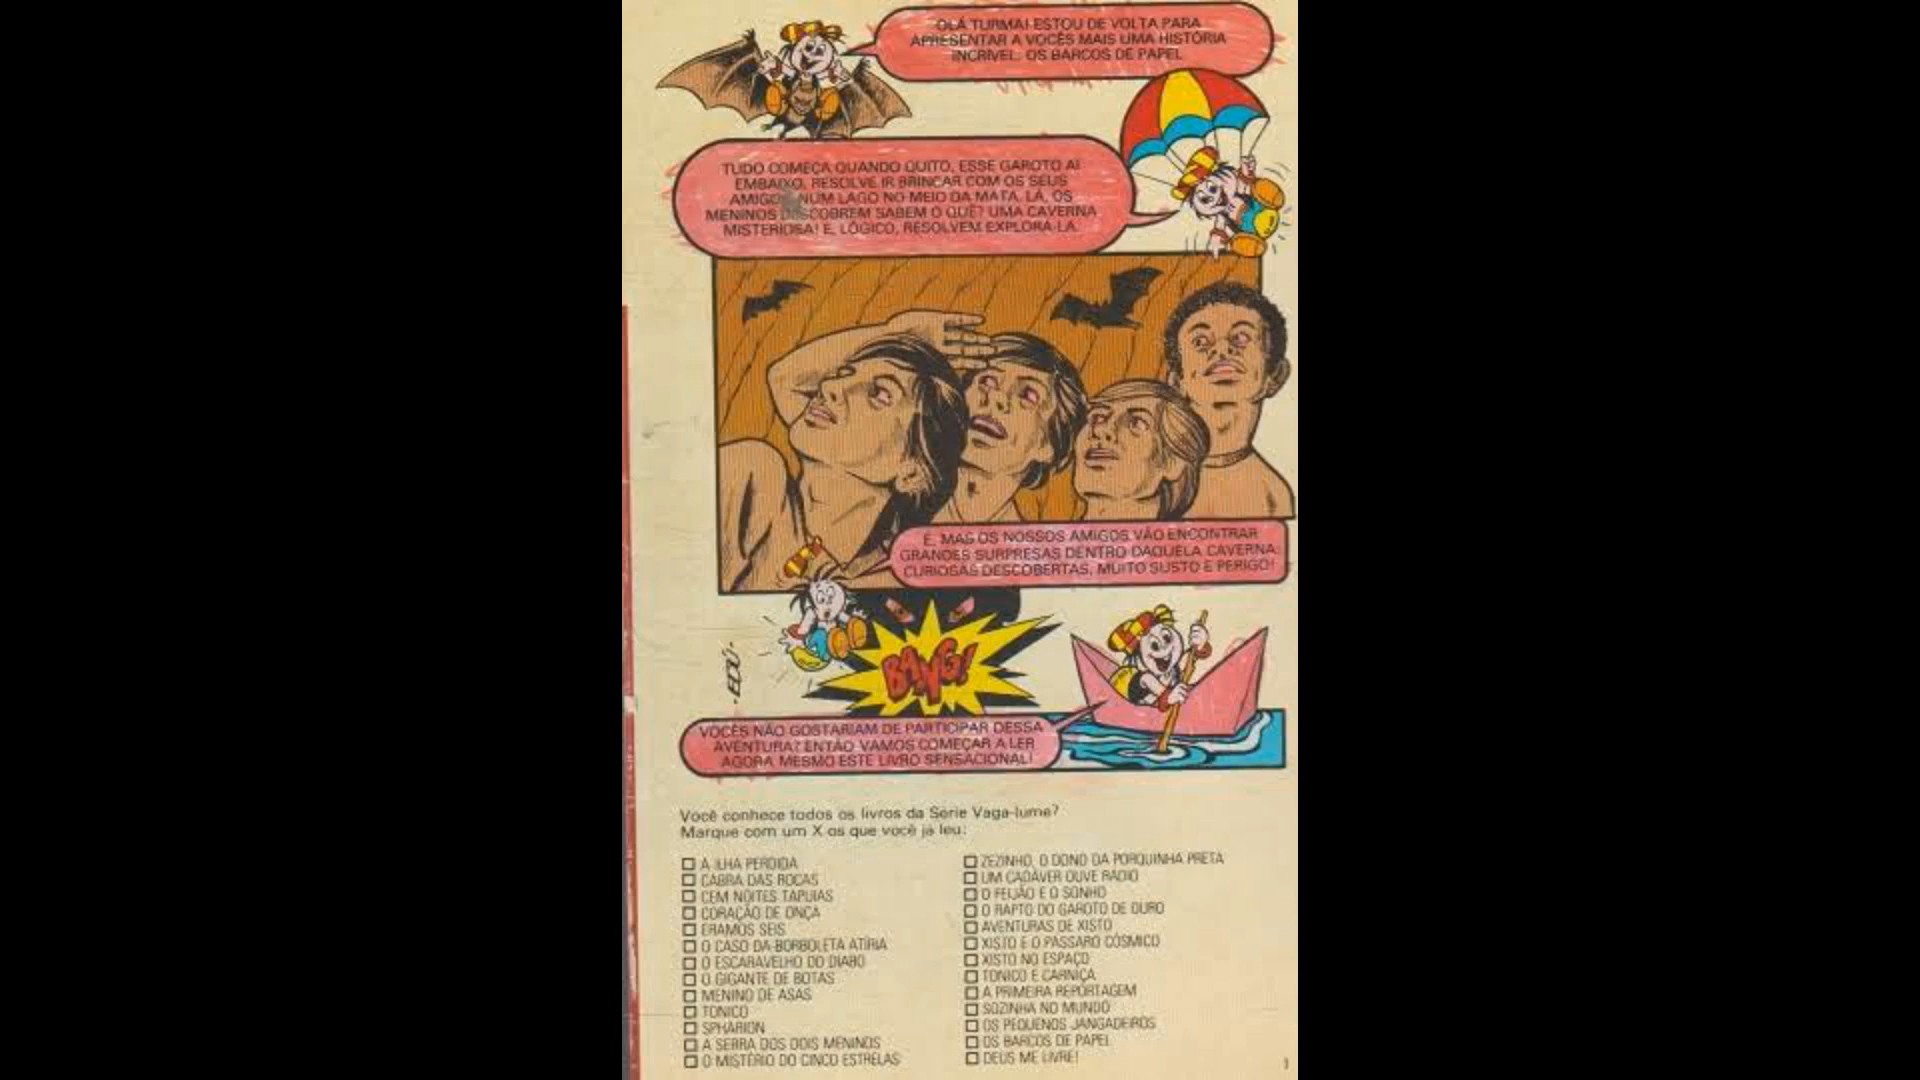 OLÁ TURMA! ESTOU DE VOLTA PARA
APRESENTAR A VOCÊS MAIS UMA HISTÓRIA
INCRÍVEL: OS BARCOS DE PAPEL
TUDO COMEÇA QUANDO QUITO, ESSE GAROTO AÍ
EMBAIXO, RESOLVE IR BRINCAR COM OS SEUS
AMIGOS NUM LAGO NO MEIO DA MATA. LÁ, OS
MENINOS DESCOBREM SABEM O QUÊ? UMA CAVERNA
MISTERIOSA! E, LÓGICO, RESOLVEM EXPLORÁ-LA.
É, MAS OS NOSSOS AMIGOS VÃO ENCONTRAR
GRANDES SURPRESAS DENTRO DAQUELA CAVERNA:
CURIOSAS DESCOBERTAS, MUITO SUSTO E PERIGO!
BANG!
·EDÚ·
VOCÊS NÃO GOSTARIAM DE PARTICIPAR DESSA
AVENTURA? ENTÃO VAMOS COMEÇAR A LER
AGORA MESMO ESTE LIVRO SENSACIONAL!
Você conhece todos os livros da Série Vaga-lume?
Marque com um X os que você já leu:
A ILHA PERDIDA
CABRA DAS ROCAS
CEM NOITES TAPUIAS
CORAÇÃO DE ONÇA
ÉRAMOS SEIS
O CASO DA BORBOLETA ATÍRIA
O ESCARAVELHO DO DIABO
O GIGANTE DE BOTAS
MENINO DE ASAS
TONICO
SPHARION
A SERRA DOS DOIS MENINOS
O MISTÉRIO DO CINCO ESTRELAS
ZEZINHO, O DONO DA PORQUINHA PRETA
UM CADÁVER OUVE RÁDIO
O FEIJÃO E O SONHO
O RAPTO DO GAROTO DE OURO
AVENTURAS DE XISTO
XISTO E O PÁSSARO CÓSMICO
XISTO NO ESPAÇO
TONICO E CARNIÇA
A PRIMEIRA REPORTAGEM
SOZINHA NO MUNDO
OS PEQUENOS JANGADEIROS
OS BARCOS DE PAPEL
DEUS ME LIVRE!